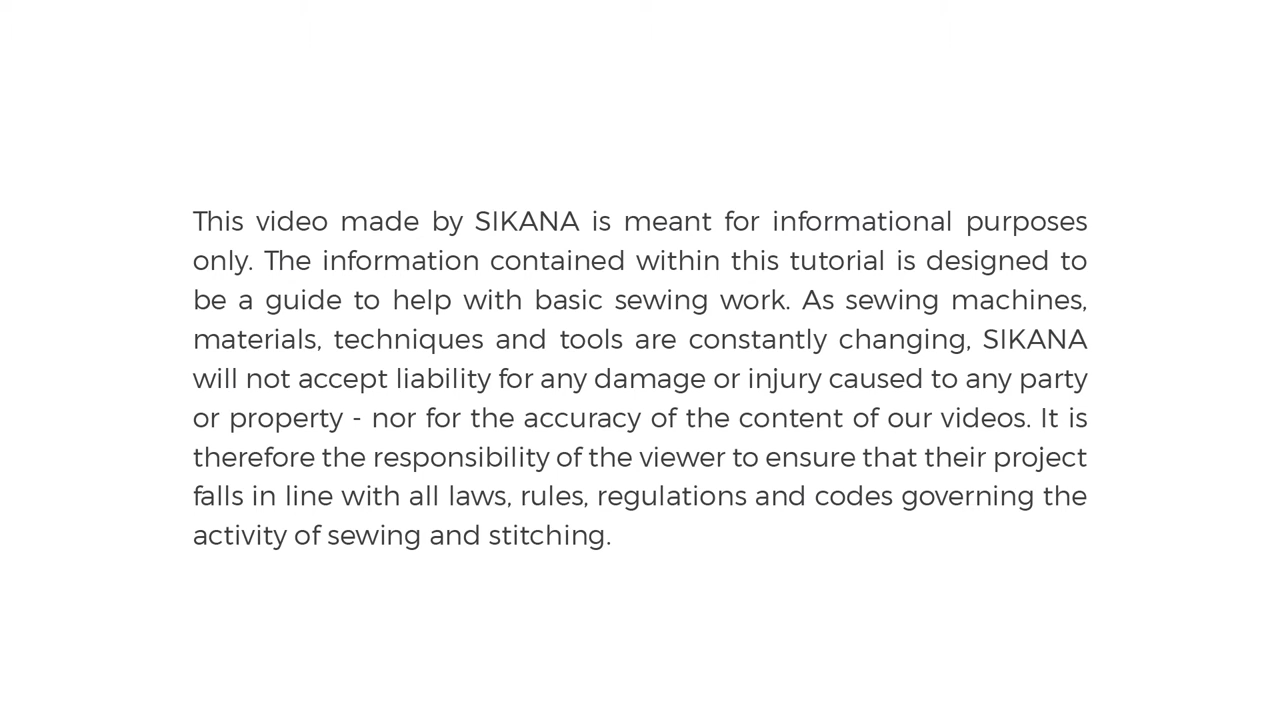 This video made by SIKANA is meant for informational purposes
only. The information contained within this tutorial is designed to
be a guide to help with basic sewing work. As sewing machines,
materials, techniques and tools are constantly changing, SIKANA
will not accept liability for any damage or injury caused to any party
or property - nor for the accuracy of the content of our videos. It is
therefore the responsibility of the viewer to ensure that their project
falls in line with all laws, rules, regulations and codes governing the
activity of sewing and stitching.